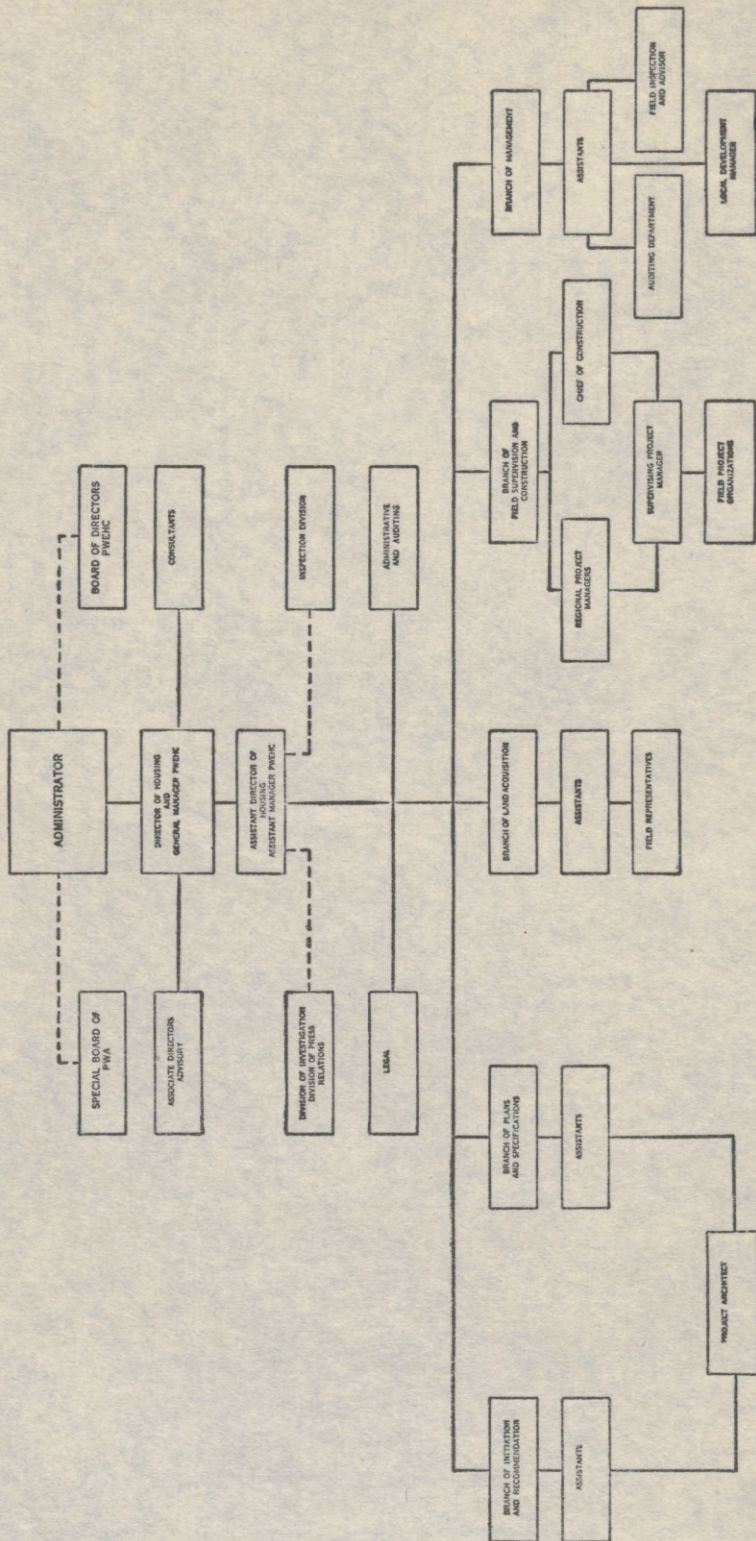 ADMINISTRATOR
SPECIAL BOARD OF
PWA
BOARD OF DIRECTORS
PWEHC
ASSOCIATE DIRECTORS
ADVISORY
DIRECTOR OF HOUSING
AND
GENERAL MANAGER PWEHC
CONSULTANTS
ASSISTANT DIRECTOR OF
HOUSING
ASSISTANT MANAGER PWEHC
DIVISION OF INVESTIGATION
DIVISION OF PRESS
RELATIONS
INSPECTION DIVISION
LEGAL
ADMINISTRATIVE
AND AUDITING
BRANCH OF INITIATION
AND RECOMMENDATION
ASSISTANTS
BRANCH OF PLANS
AND SPECIFICATIONS
ASSISTANTS
PROJECT ARCHITECT
BRANCH OF LAND ACQUISITION
ASSISTANTS
FIELD REPRESENTATIVES
BRANCH OF
FIELD SUPERVISION AND
CONSTRUCTION
REGIONAL PROJECT
MANAGERS
CHIEF OF CONSTRUCTION
SUPERVISING PROJECT
MANAGER
FIELD PROJECT
ORGANIZATIONS
BRANCH OF MANAGEMENT
ASSISTANTS
AUDITING DEPARTMENT
FIELD INSPECTION
AND ADVISOR
LOCAL DEVELOPMENT
MANAGER